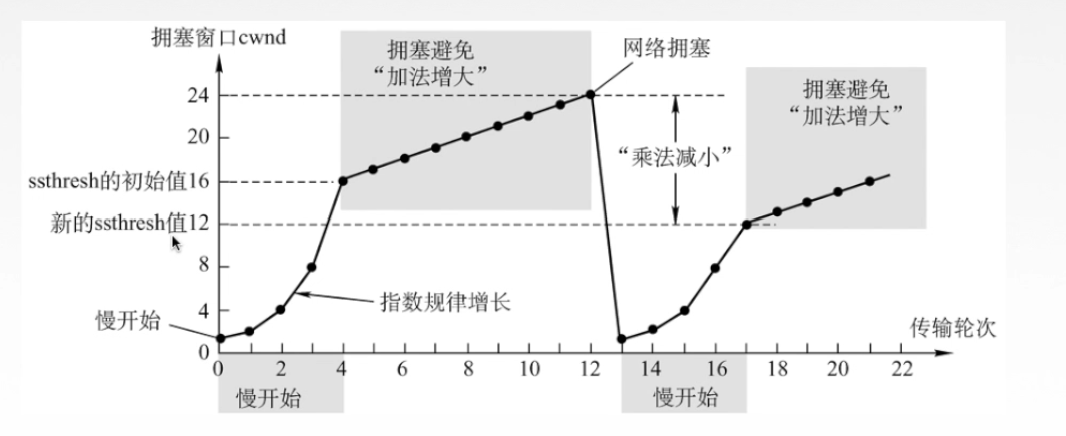 拥塞窗口cwnd
拥塞避免
“加法增大”
网络拥塞
拥塞避免
“加法增大”
24
20
“乘法减小”
ssthresh的初始值16
新的ssthresh值12
8
指数规律增长
4
慢开始
传输轮次
0
0 2 4 6 8 10 12 14 16 18 20 22
慢开始
慢开始